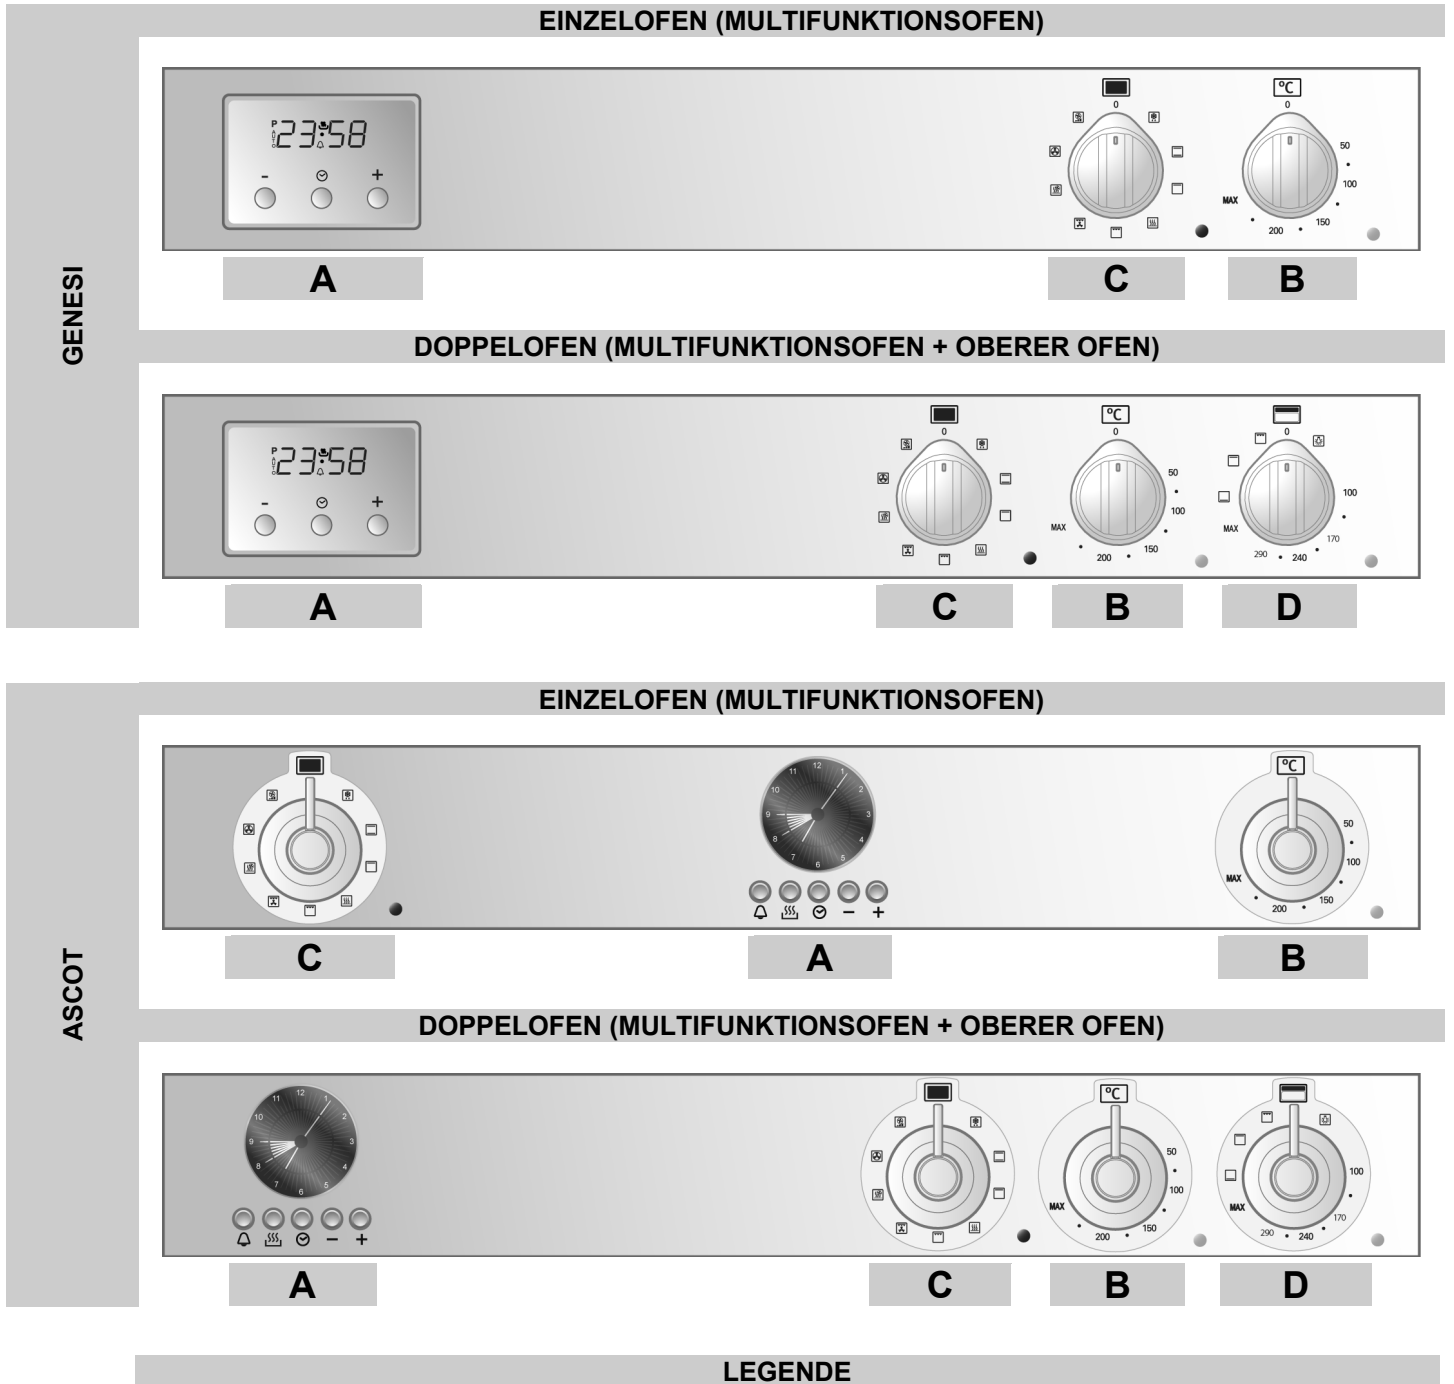 EINZELOFEN (MULTIFUNKTIONSOFEN)
GENESI
P AUTO 23:58
- +
0
0
50
100
150
200
MAX
°C
A
C
B
DOPPELOFEN (MULTIFUNKTIONSOFEN + OBERER OFEN)
P AUTO 23:58
- +
0
°C
0
50
100
150
200
MAX
0
100
170
240
290
MAX
A
C
B
D
ASCOT
EINZELOFEN (MULTIFUNKTIONSOFEN)
12 1 2 3 4 5 6 7 8 9 10 11
- +
°C
50
100
150
200
MAX
C
A
B
DOPPELOFEN (MULTIFUNKTIONSOFEN + OBERER OFEN)
12 1 2 3 4 5 6 7 8 9 10 11
- +
°C
50
100
150
200
MAX
100
170
240
290
MAX
A
C
B
D
LEGENDE